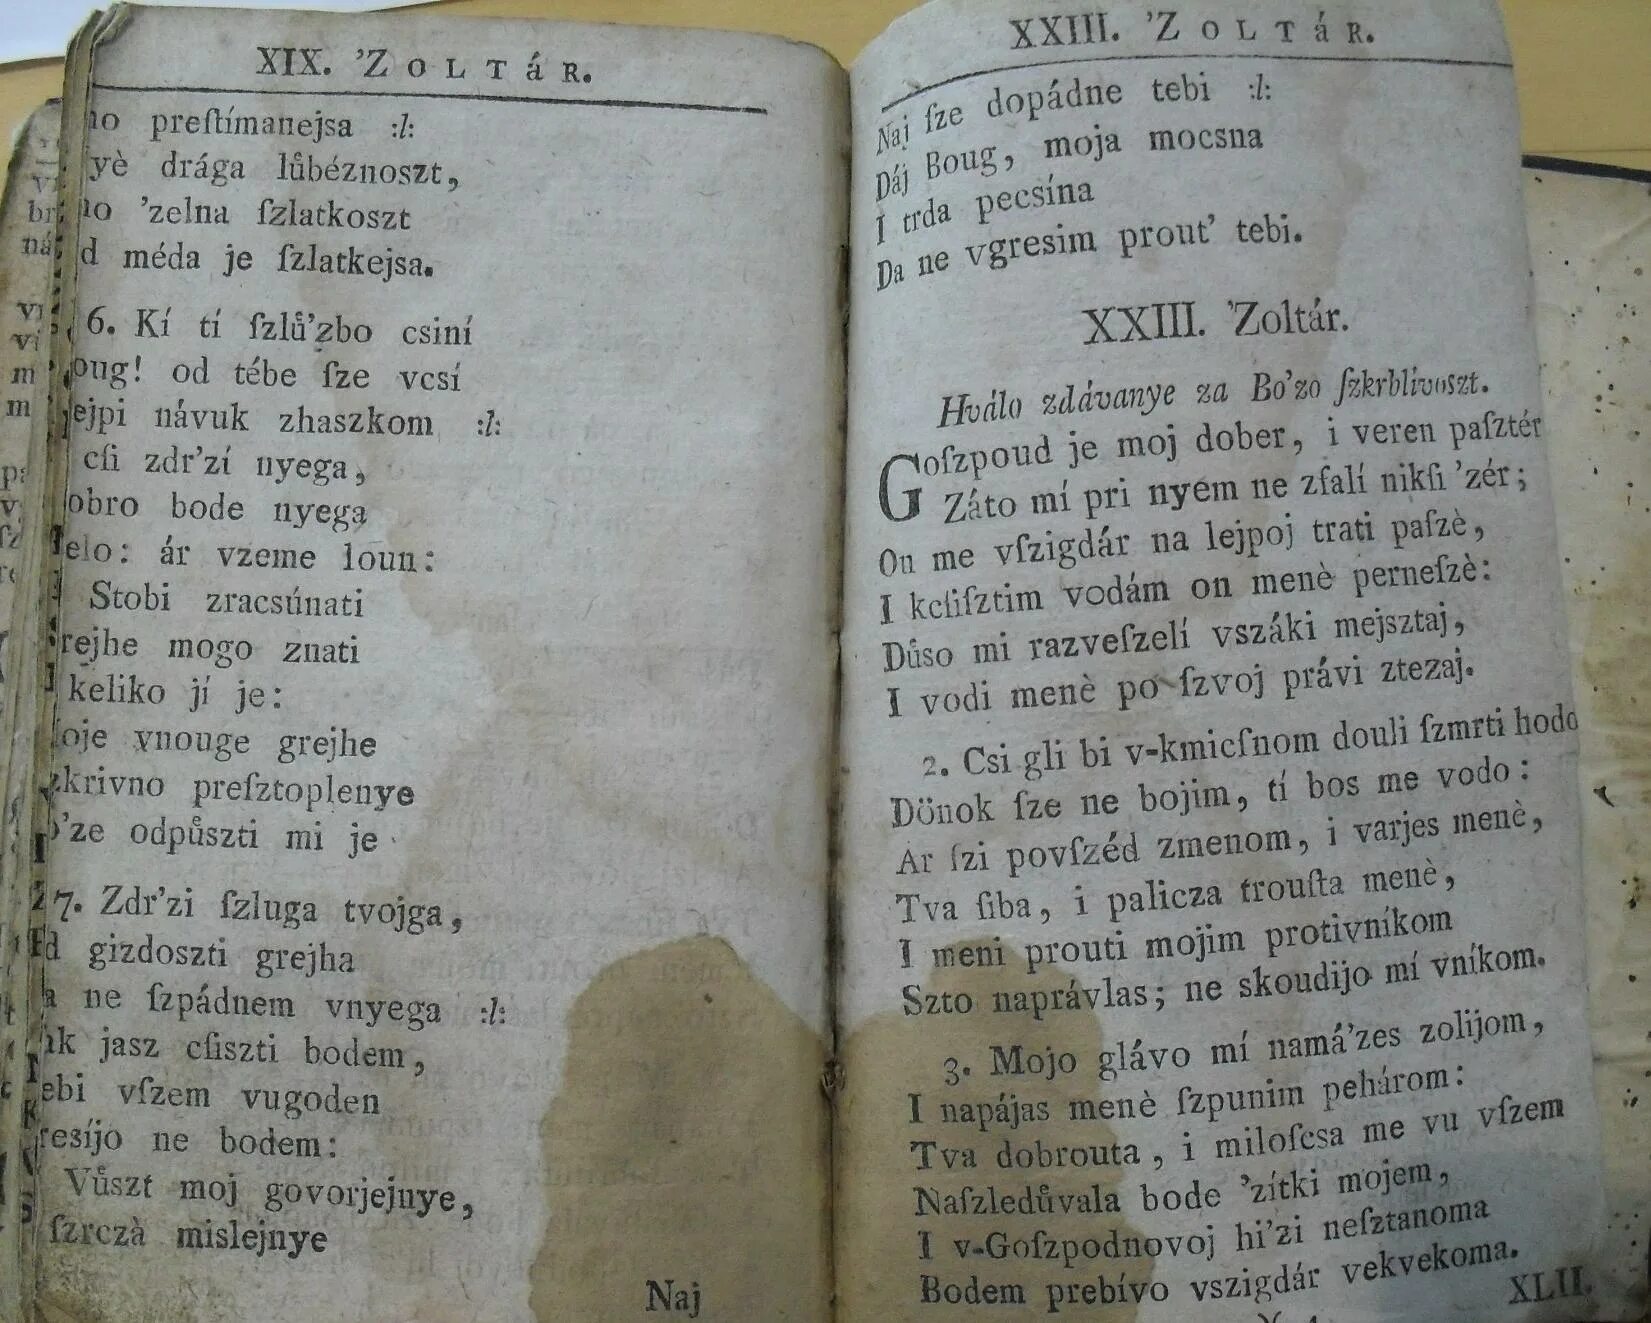 XIX. 'ZOLTáR.
no preſtímanejsa :l:
yè drága lůbéznoszt,
no 'zelna ſzlatkoszt
d méda je ſzlatkejsa.
6. Kí tí ſzlů'zbo csiní
oug! od tébe ſze vcsí
ejpi návuk zhaszkom :l:
cſi zdr'zí nyega,
obro bode nyega
elo: ár vzeme loun:
Stobi zracsúnati
rejhe mogo znati
keliko jí je:
oje vnouge grejhe
krivno preſztoplenye
o'ze odpůszti mi je
7. Zdr'zi ſzluga tvojga,
d gizdoszti grejha
a ne ſzpádnem vnyega :l:
ak jasz cſiszti bodem,
ebi vſzem vugoden
resíjo ne bodem:
Vůszt moj govorjejnye,
ſzrczà mislejnye
Naj
XXIII. 'ZOLTáR.
Naj ſze dopádne tebi :l:
Dáj Boug, moja mocsna
I trda pecsína
Da ne vgresim prout' tebi.
XXIII. 'Zoltár.
Hválo zdávanye za Bo'zo ſzkrblívoszt.
Goſzpoud je moj dober, i veren paſztér
Záto mí pri nyem ne zfalí nikſi 'zér;
On me vſzigdár na lejpoj trati paſzè,
I kcſiſztim vodám on menè perneſzè:
Důso mi razveſzelí vszáki mejsztaj,
I vodi menè po ſzvoj právi ztezaj.
2. Csi gli bi v-kmicſnom douli ſzmrti hodo
Dönok ſze ne bojim, tí bos me vodo:
Ar ſzi povſzéd zmenom, i varjes menè,
Tva ſiba, i palicza trouſta menè,
I meni prouti mojim protivníkom
Szto naprávlas; ne skoudijo mí vníkom.
3. Mojo glávo mí namá'zes zolijom,
I napájas menè ſzpunim pehárom:
Tva dobrouta, i miloſcsa me vu vſzem
Naſzledůvala bode 'zítki mojem,
I v-Goſzpodnovoj hi'zi neſztanoma
Bodem prebívo vszigdár vekvekoma.
XLII.